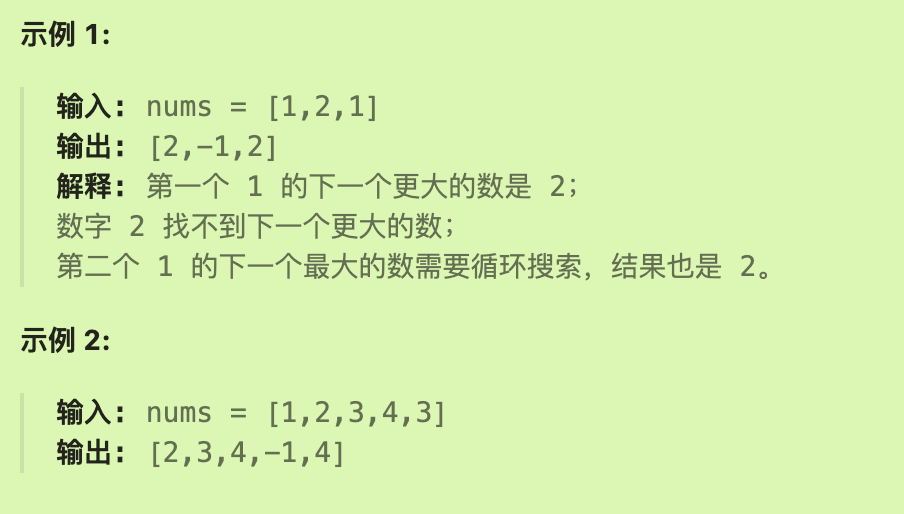 示例 1:
输入: nums = [1,2,1]
输出: [2,-1,2]
解释: 第一个 1 的下一个更大的数是 2;
数字 2 找不到下一个更大的数;
第二个 1 的下一个最大的数需要循环搜索，结果也是 2。
示例 2:
输入: nums = [1,2,3,4,3]
输出: [2,3,4,-1,4]